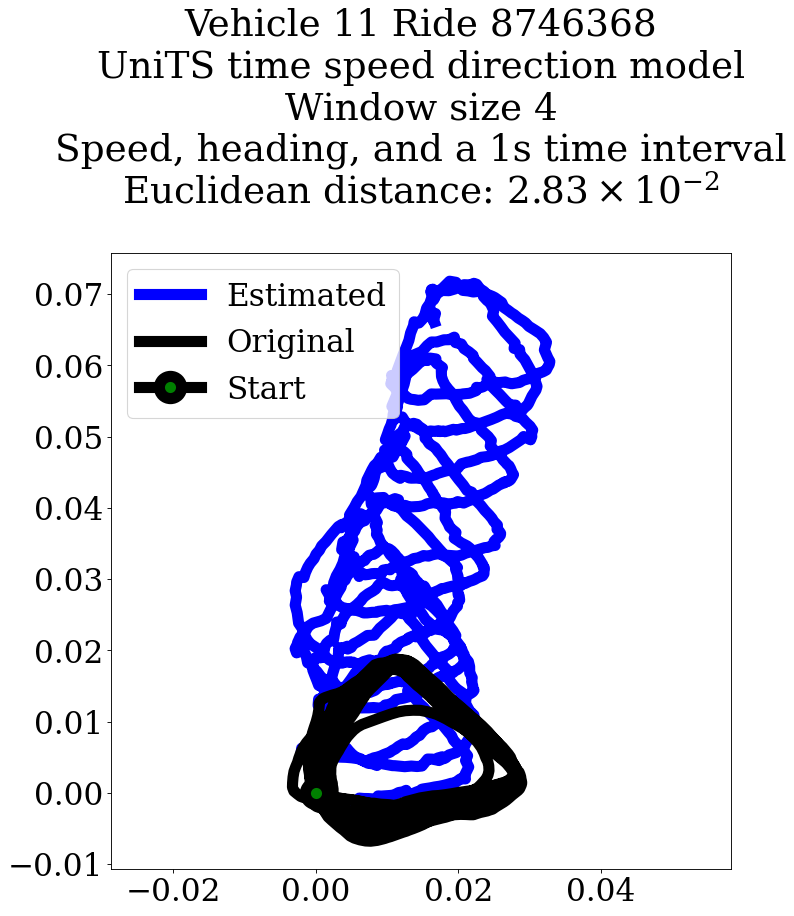 Vehicle 11 Ride 8746368
UniTS time speed direction model
Window size 4
Speed, heading, and a 1s time interval
Euclidean distance: 2.83 × 10⁻²
Estimated
Original
Start
0.07
0.06
0.05
0.04
0.03
0.02
0.01
0.00
−0.01
−0.02 0.00 0.02 0.04